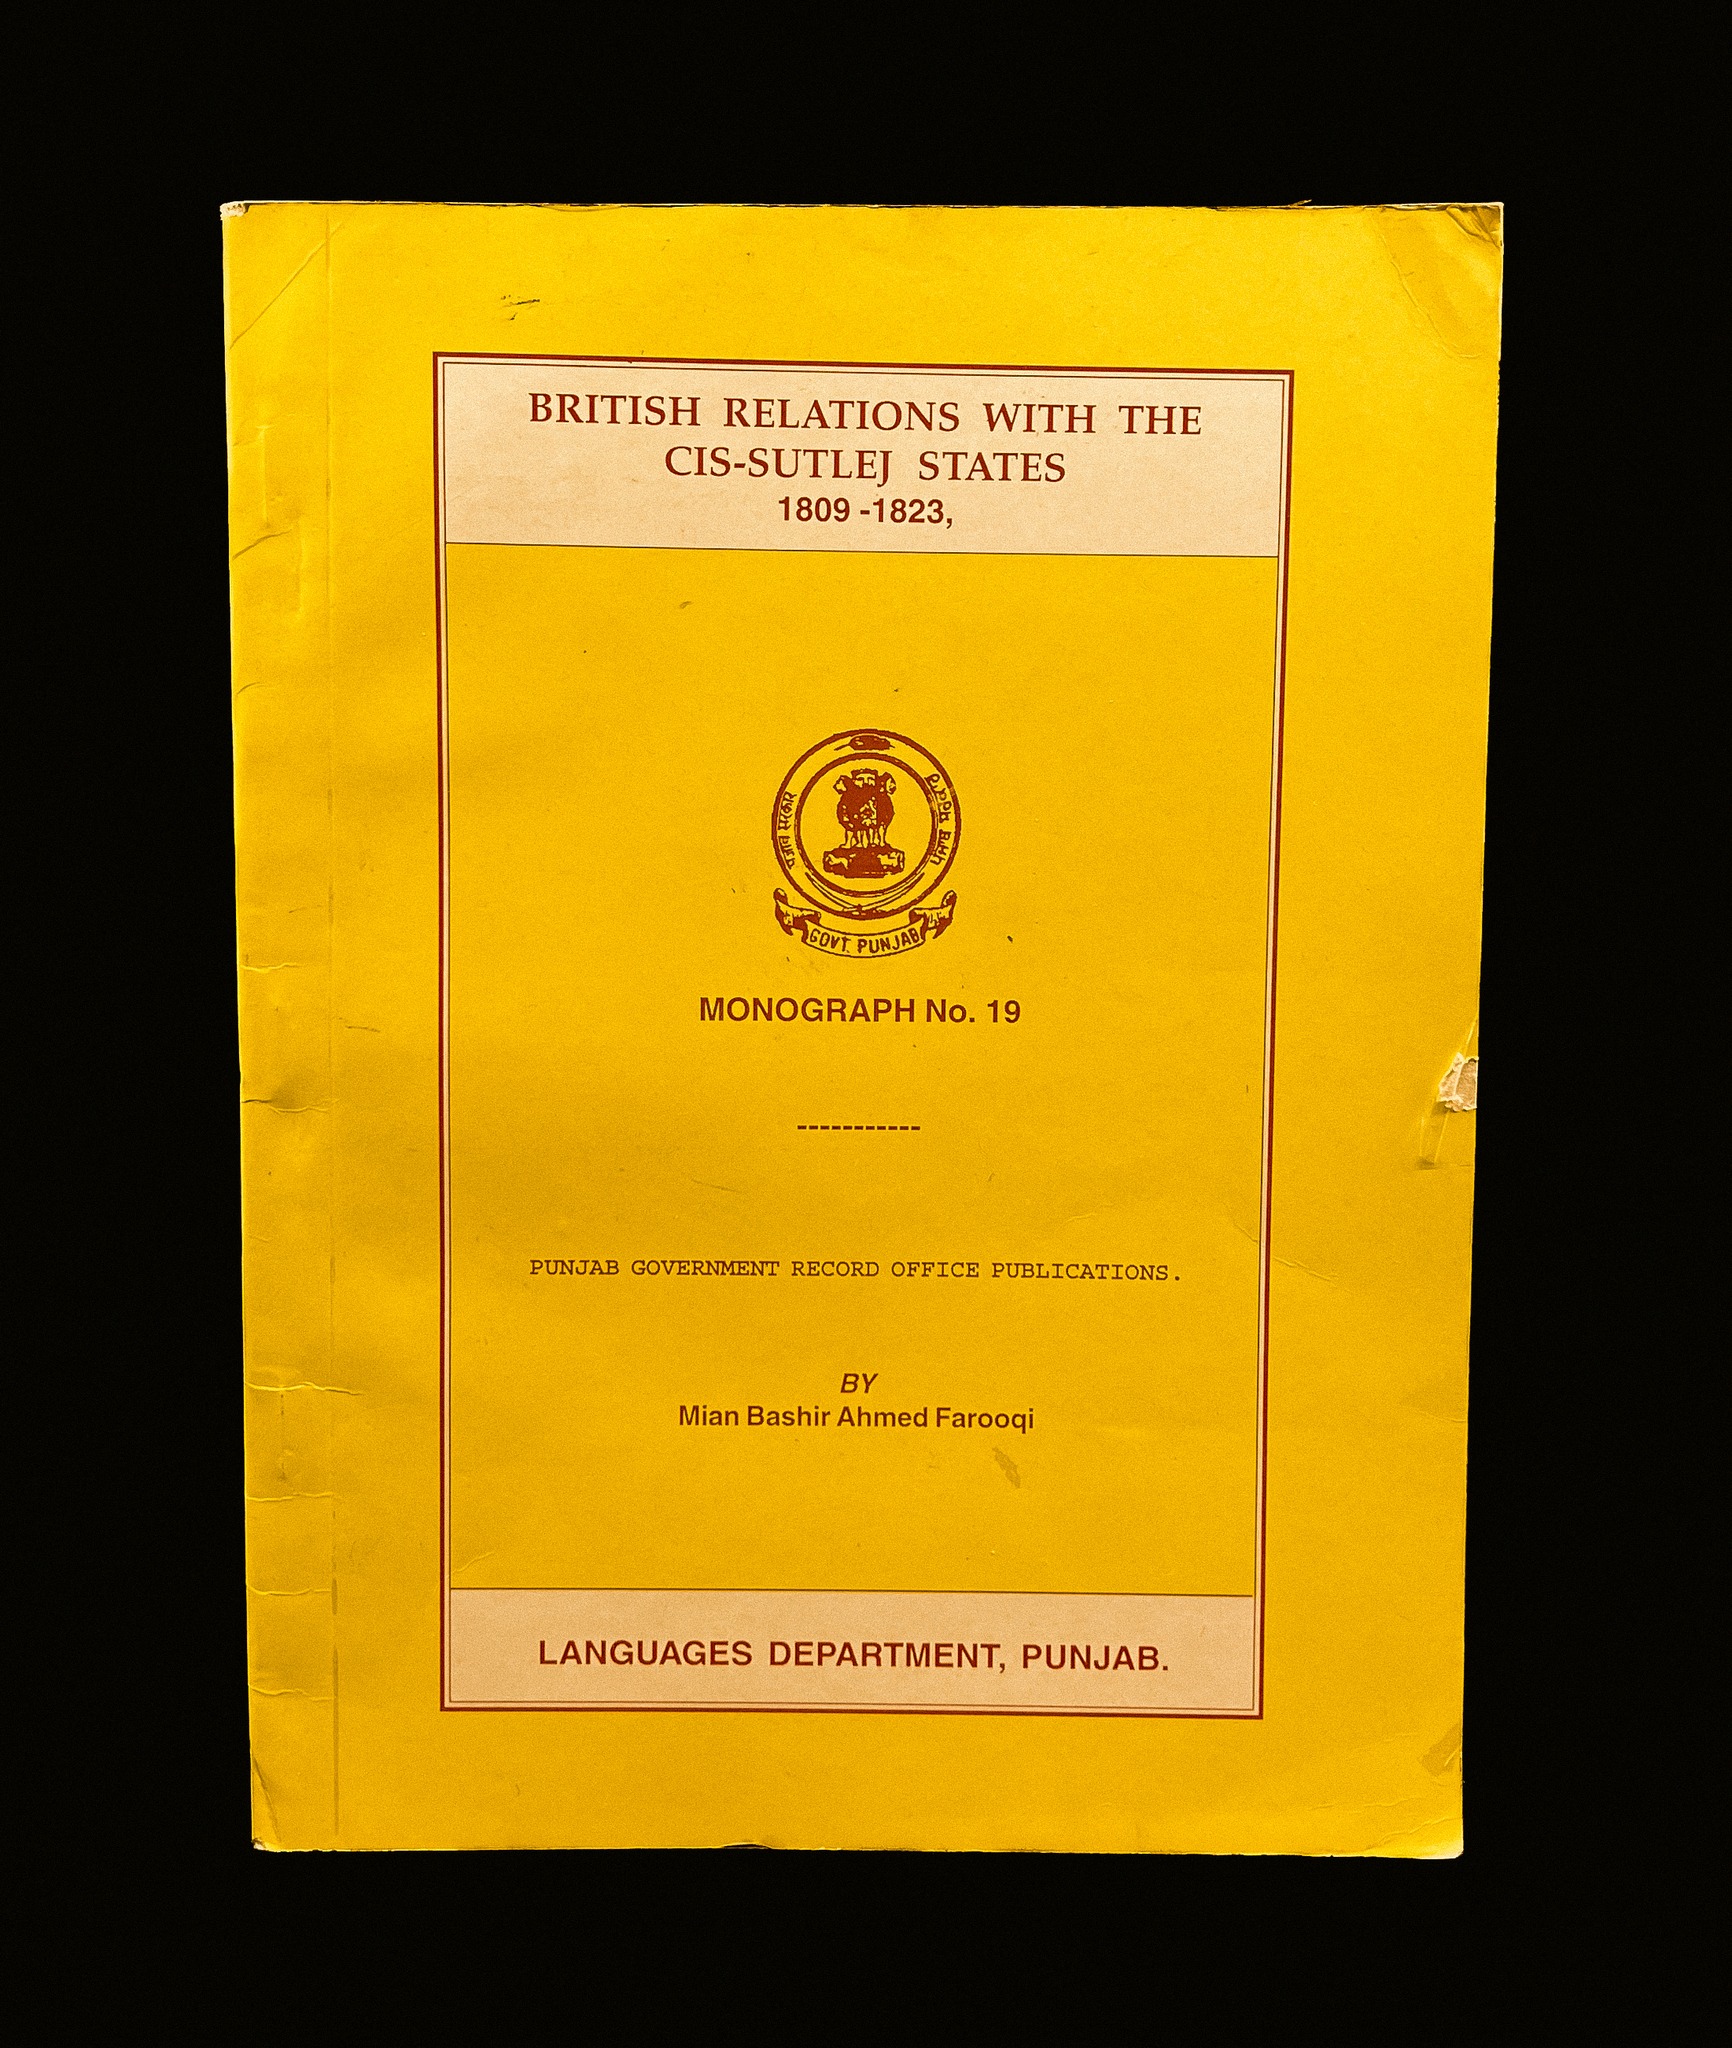 BRITISH RELATIONS WITH THE
CIS-SUTLEJ STATES
1809 -1823,
ਪੰਜਾਬ ਸਰਕਾਰ
GOVT. PUNJAB
MONOGRAPH No. 19
-----------
PUNJAB GOVERNMENT RECORD OFFICE PUBLICATIONS.
BY
Mian Bashir Ahmed Farooqi
LANGUAGES DEPARTMENT, PUNJAB.